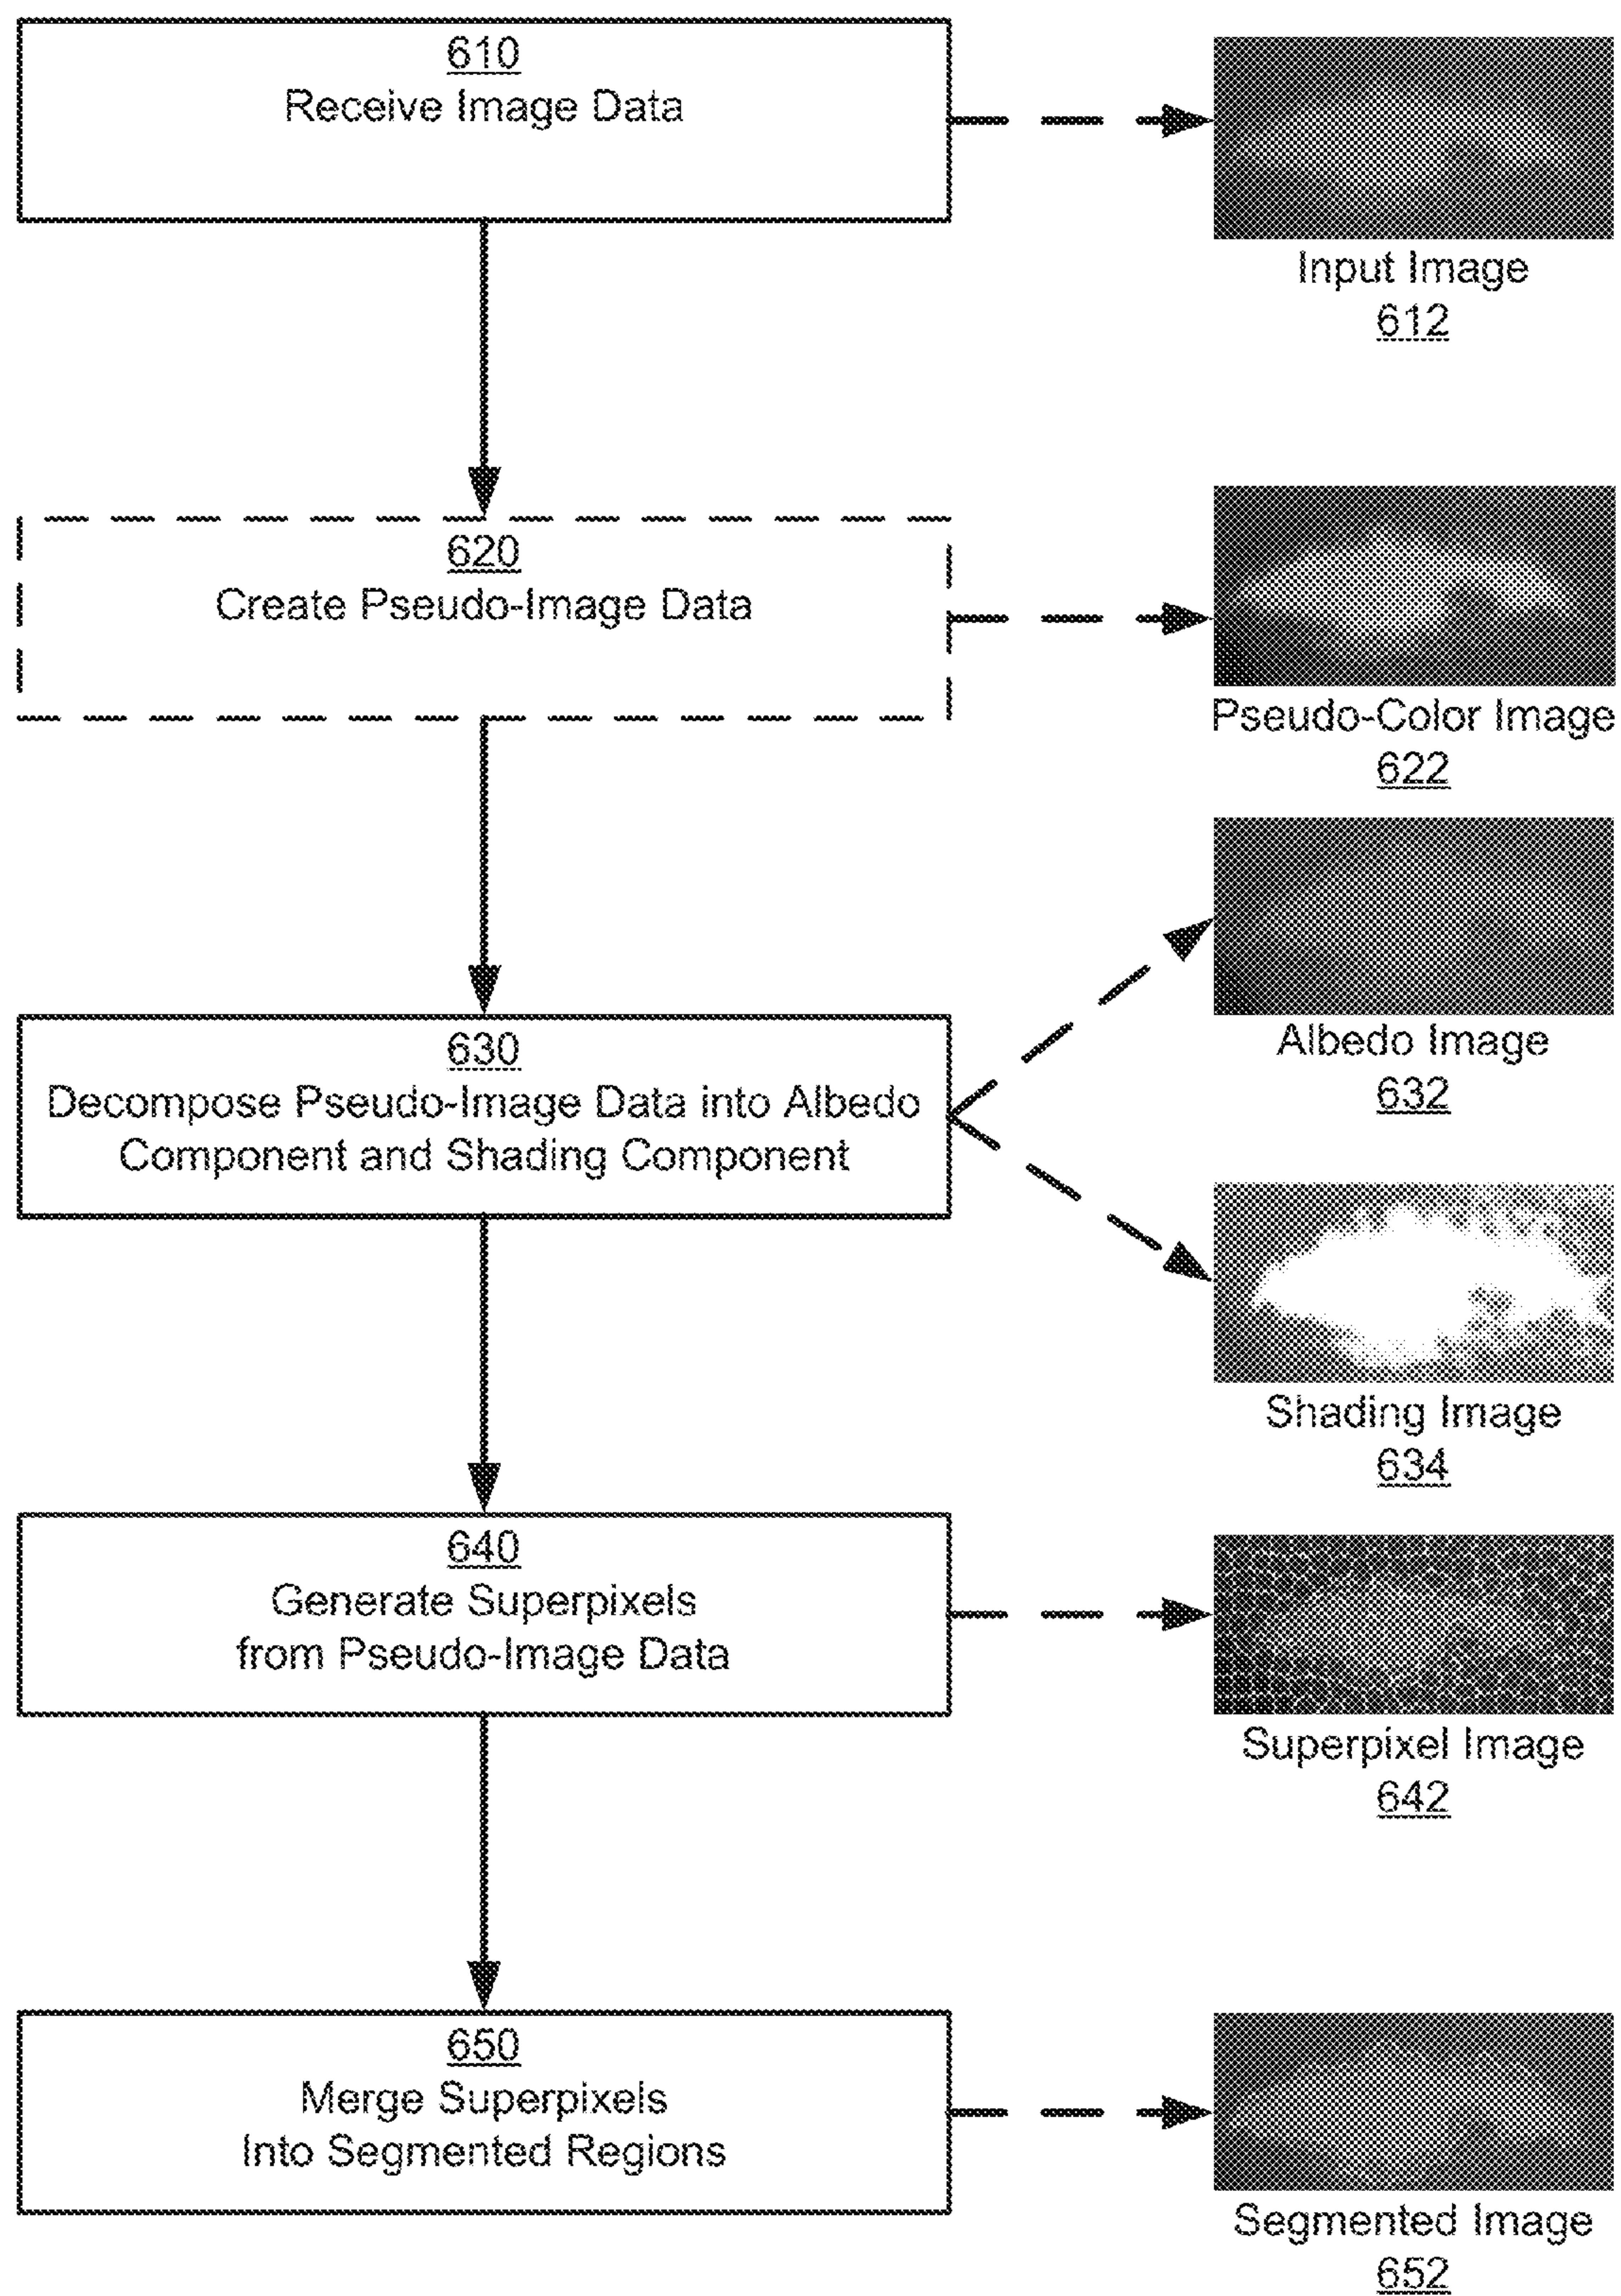 610
Receive Image Data
Input Image
612
620
Create Pseudo-Image Data
Pseudo-Color Image
622
630
Decompose Pseudo-Image Data into Albedo
Component and Shading Component
Albedo Image
632
Shading Image
634
640
Generate Superpixels
from Pseudo-Image Data
Superpixel Image
642
650
Merge Superpixels
Into Segmented Regions
Segmented Image
652